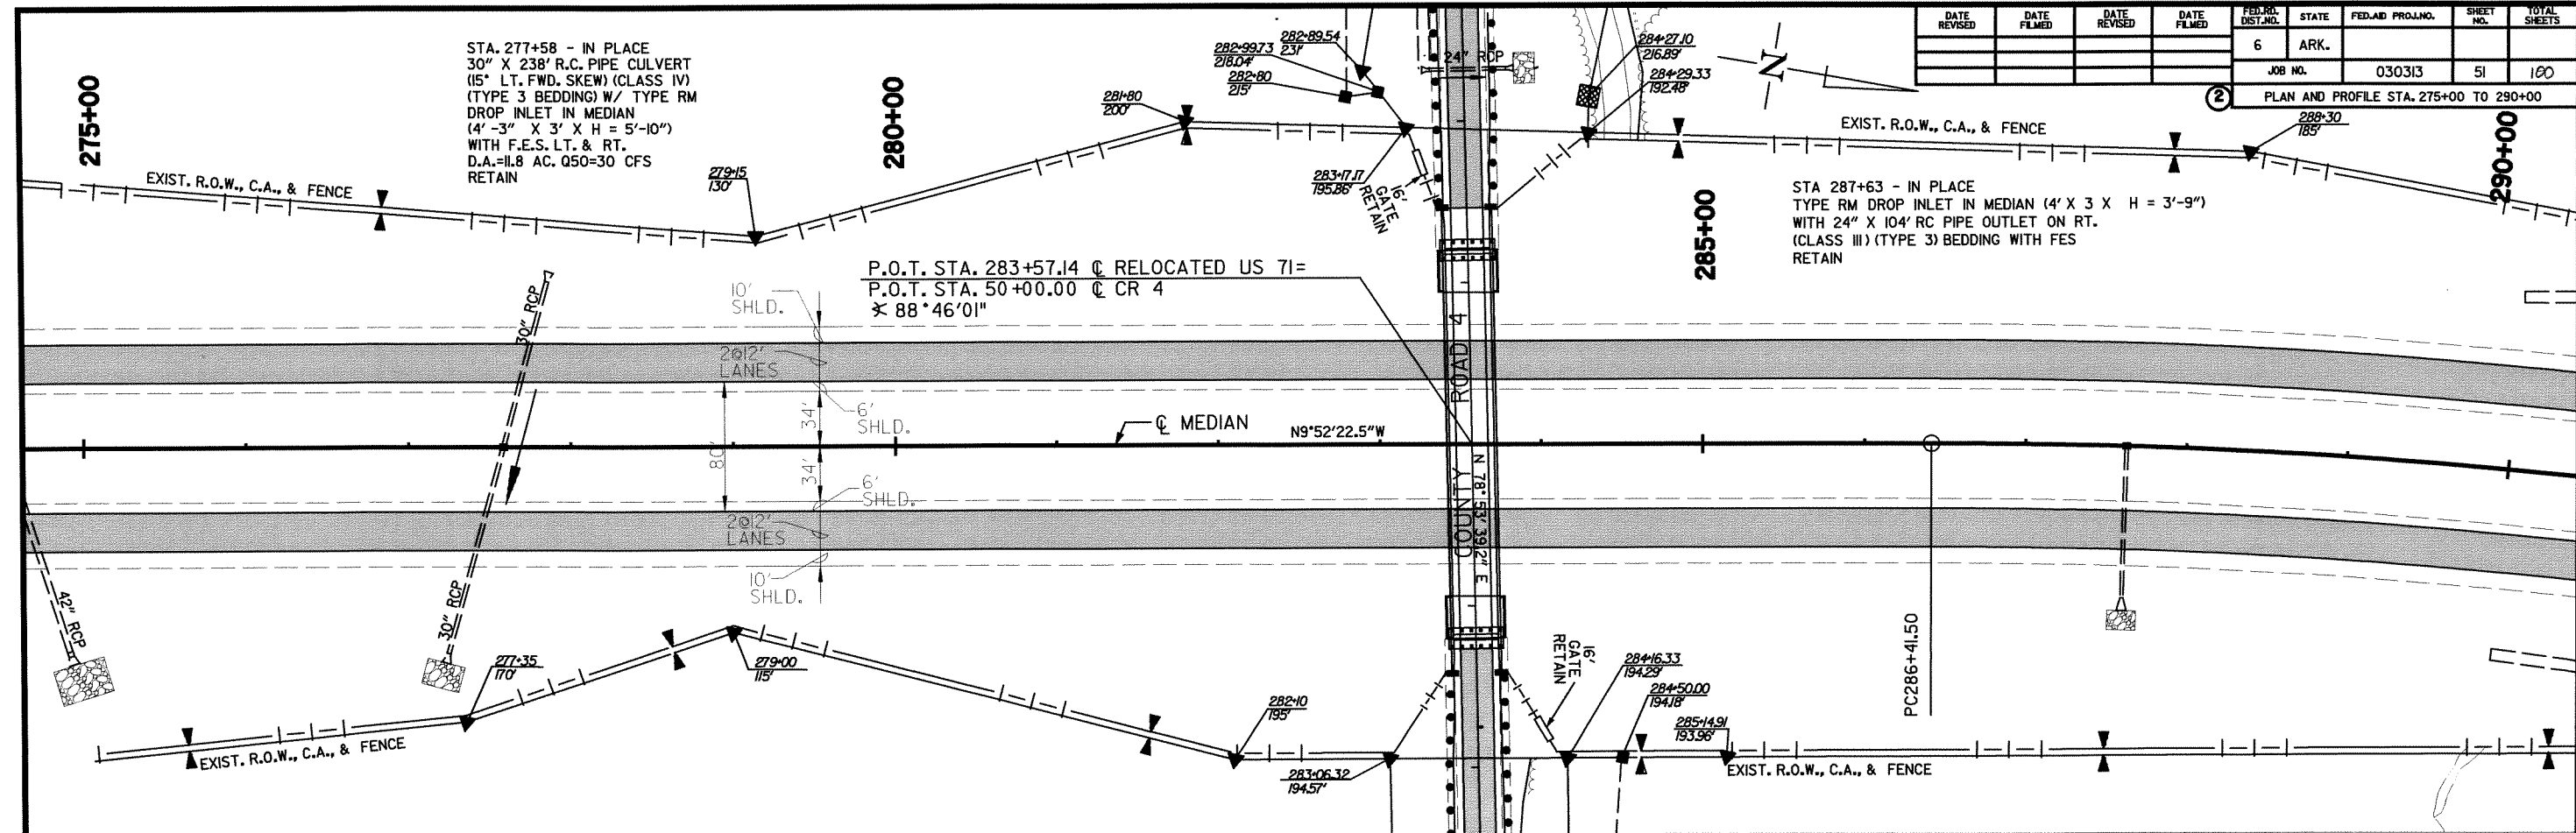 DATE REVISED
DATE FILMED
DATE REVISED
DATE FILMED
FED.RD. DIST.NO.
STATE
FED.AID PROJ.NO.
SHEET NO.
TOTAL SHEETS
6
ARK.
JOB NO.
030313
51
160
2
PLAN AND PROFILE STA. 275+00 TO 290+00
STA. 277+58 - IN PLACE
30" X 238' R.C. PIPE CULVERT
(15° LT. FWD. SKEW) (CLASS IV)
(TYPE 3 BEDDING) W/ TYPE RM
DROP INLET IN MEDIAN
(4'-3" X 3' X H = 5'-10")
WITH F.E.S. LT. & RT.
D.A.=11.8 AC. Q50=30 CFS
RETAIN
275+00
280+00
285+00
290+00
282+99.73
218.04'
282+89.54
231'
282+80
215'
281+80
200'
24" RCP
284+27.10
216.89'
284+29.33
192.48'
N
EXIST. R.O.W., C.A., & FENCE
288+30
185'
EXIST. R.O.W., C.A., & FENCE
279+15
130'
283+17.17
195.86'
16'
GATE
RETAIN
STA 287+63 - IN PLACE
TYPE RM DROP INLET IN MEDIAN (4' X 3 X H = 3'-9")
WITH 24" X 104' RC PIPE OUTLET ON RT.
(CLASS III) (TYPE 3) BEDDING WITH FES
RETAIN
P.O.T. STA. 283+57.14 ℄ RELOCATED US 71=
P.O.T. STA. 50+00.00 ℄ CR 4
∡ 88°46'01"
30" RCP
10'
SHLD.
2@12'
LANES
6'
SHLD.
34'
80'
34'
6'
SHLD.
2@12'
LANES
10'
SHLD.
℄ MEDIAN
N9°52'22.5"W
COUNTY ROAD 4
N 78° 53' 39.2" E
PC286+41.50
42" RCP
30" RCP
277+35
170'
279+00
115'
282+10
195'
283+06.32
194.57'
16'
GATE
RETAIN
284+16.33
194.29'
284+50.00
194.18'
285+14.91
193.96'
EXIST. R.O.W., C.A., & FENCE
EXIST. R.O.W., C.A., & FENCE